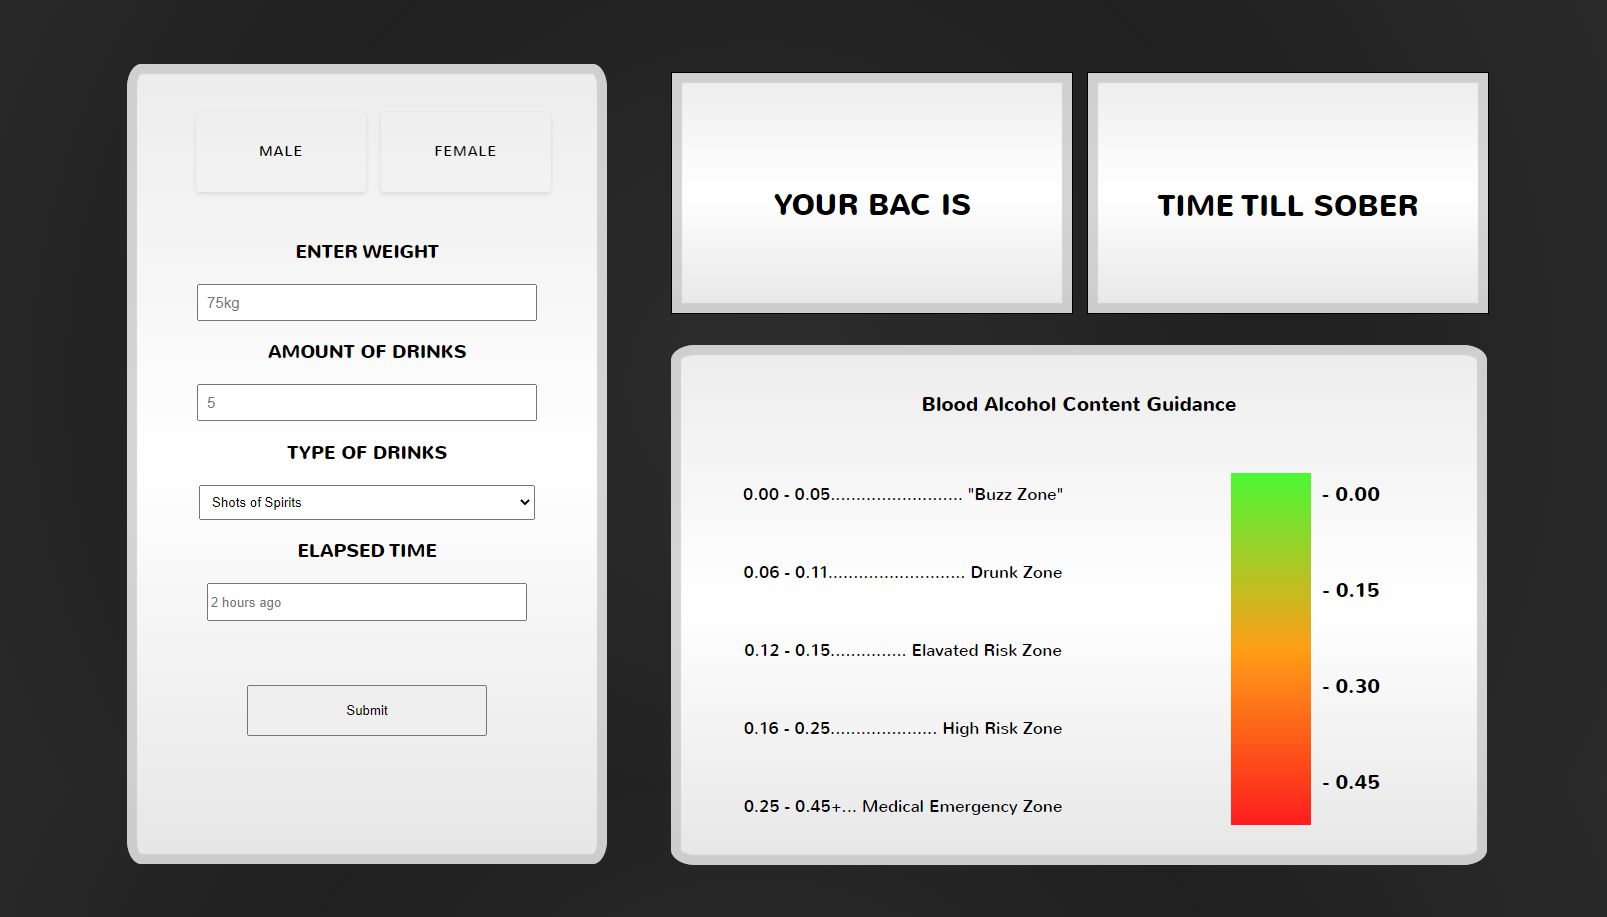 MALE
FEMALE
ENTER WEIGHT
75kg
AMOUNT OF DRINKS
5
TYPE OF DRINKS
Shots of Spirits
ELAPSED TIME
2 hours ago
Submit
YOUR BAC IS
TIME TILL SOBER
Blood Alcohol Content Guidance
0.00 - 0.05.......................... "Buzz Zone"
0.06 - 0.11........................... Drunk Zone
0.12 - 0.15............... Elavated Risk Zone
0.16 - 0.25..................... High Risk Zone
0.25 - 0.45+... Medical Emergency Zone
- 0.00
- 0.15
- 0.30
- 0.45